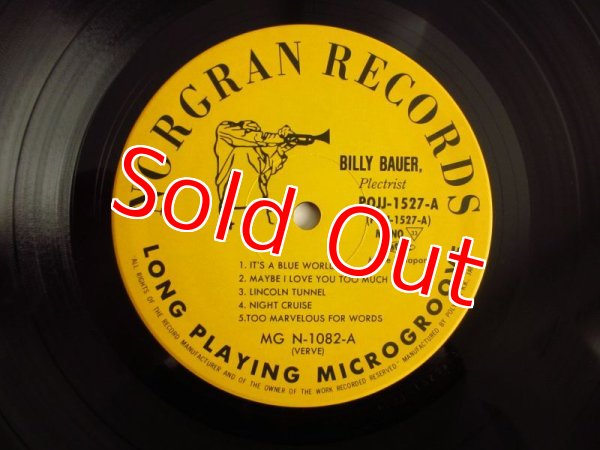 NORGRAN RECORDS
BILLY BAUER,
Plectrist
POJJ-1527-A
MONO 33
Sold Out
1. IT'S A BLUE WORLD
2. MAYBE I LOVE YOU TOO MUCH
3. LINCOLN TUNNEL
4. NIGHT CRUISE
5.TOO MARVELOUS FOR WORDS
MG N-1082-A
(VERVE)
LONG PLAYING MICROGROOVE
ALL RIGHTS OF THE RECORD MANUFACTURER AND OF THE OWNER OF THE WORK RECORDED RESERVED. MANUFACTURED BY